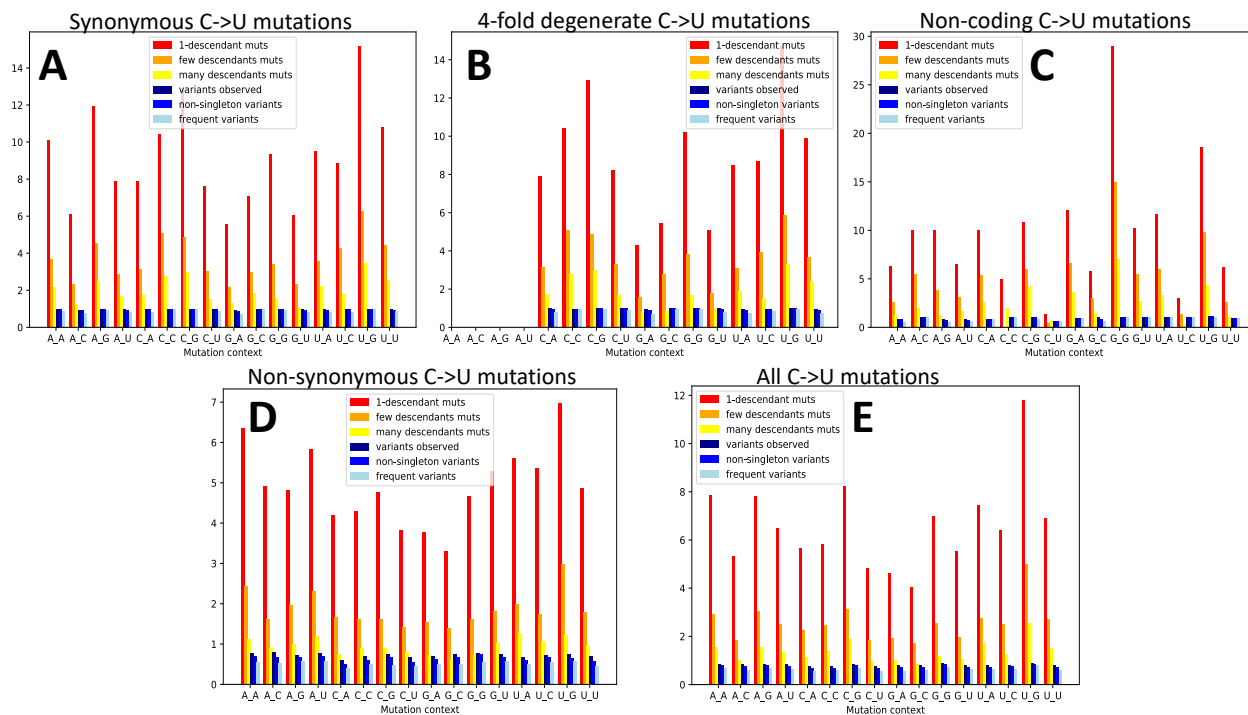 Synonymous C->U mutations
A
1-descendant muts
few descendants muts
many descendants muts
variants observed
non-singleton variants
frequent variants
14
12
10
8
6
4
2
0
A_A A_C A_G A_U C_A C_C C_G C_U G_A G_C G_G G_U U_A U_C U_G U_U
Mutation context
4-fold degenerate C->U mutations
B
1-descendant muts
few descendants muts
many descendants muts
variants observed
non-singleton variants
frequent variants
14
12
10
8
6
4
2
0
A_A A_C A_G A_U C_A C_C C_G C_U G_A G_C G_G G_U U_A U_C U_G U_U
Mutation context
Non-coding C->U mutations
C
1-descendant muts
few descendants muts
many descendants muts
variants observed
non-singleton variants
frequent variants
30
25
20
15
10
5
0
A_A A_C A_G A_U C_A C_C C_G C_U G_A G_C G_G G_U U_A U_C U_G U_U
Mutation context
Non-synonymous C->U mutations
D
1-descendant muts
few descendants muts
many descendants muts
variants observed
non-singleton variants
frequent variants
7
6
5
4
3
2
1
0
A_A A_C A_G A_U C_A C_C C_G C_U G_A G_C G_G G_U U_A U_C U_G U_U
Mutation context
All C->U mutations
E
1-descendant muts
few descendants muts
many descendants muts
variants observed
non-singleton variants
frequent variants
12
10
8
6
4
2
0
A_A A_C A_G A_U C_A C_C C_G C_U G_A G_C G_G G_U U_A U_C U_G U_U
Mutation context